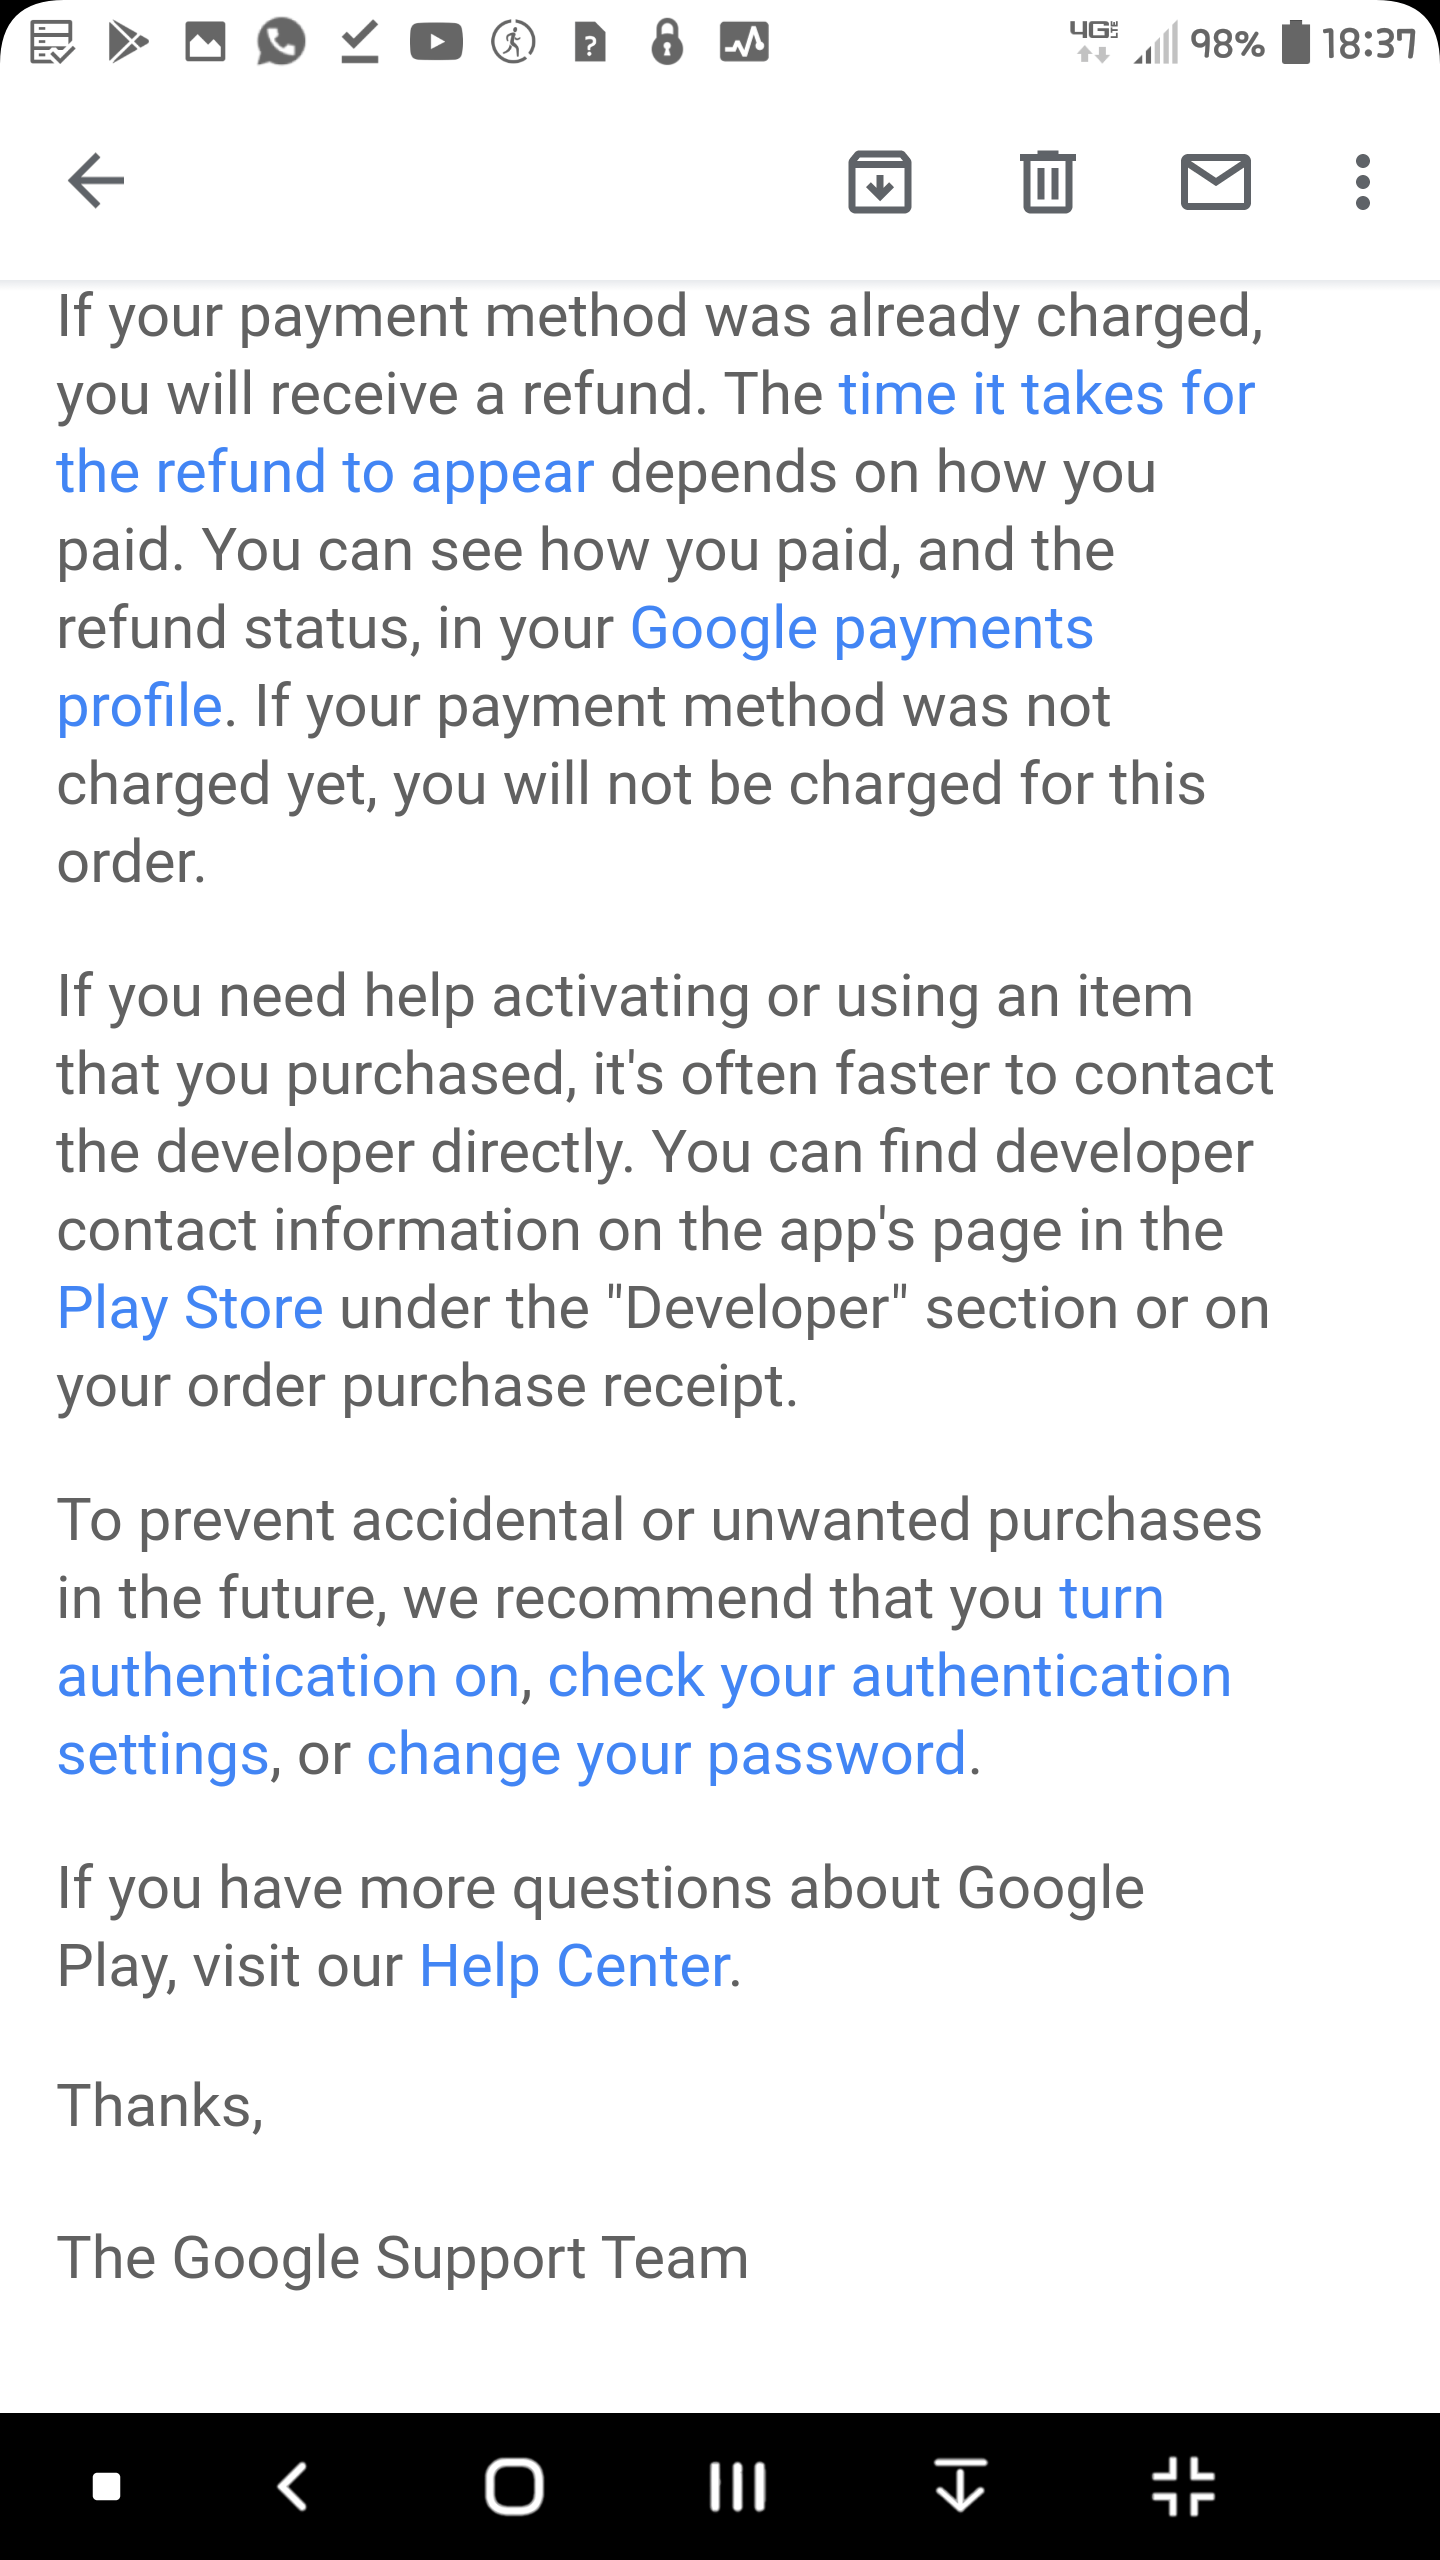 4G LTE 98% 18:37
If your payment method was already charged,
you will receive a refund. The time it takes for
the refund to appear depends on how you
paid. You can see how you paid, and the
refund status, in your Google payments
profile. If your payment method was not
charged yet, you will not be charged for this
order.
If you need help activating or using an item
that you purchased, it's often faster to contact
the developer directly. You can find developer
contact information on the app's page in the
Play Store under the "Developer" section or on
your order purchase receipt.
To prevent accidental or unwanted purchases
in the future, we recommend that you turn
authentication on, check your authentication
settings, or change your password.
If you have more questions about Google
Play, visit our Help Center.
Thanks,
The Google Support Team